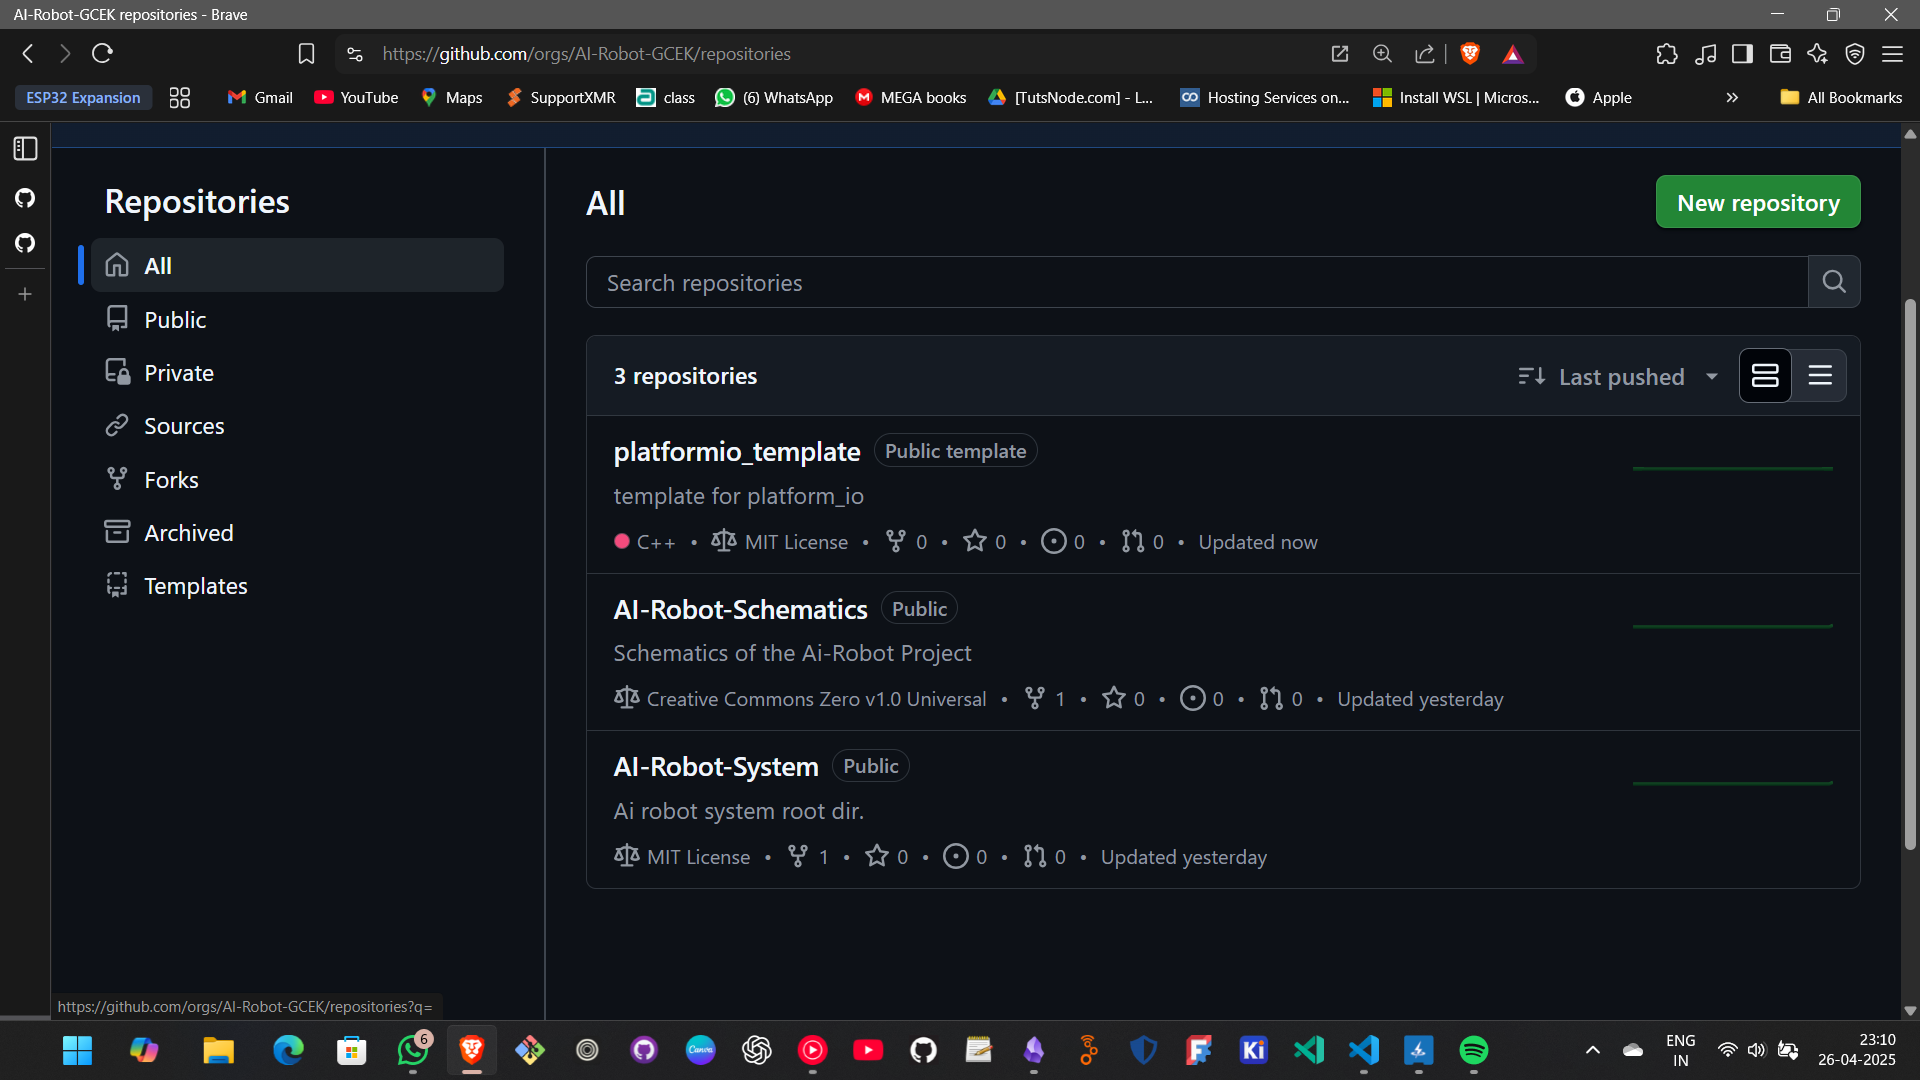 AI-Robot-GCEK repositories - Brave
https://github.com/orgs/AI-Robot-GCEK/repositories
ESP32 Expansion
Gmail
YouTube
Maps
SupportXMR
class
(6) WhatsApp
MEGA books
[TutsNode.com] - L...
Hosting Services on...
Install WSL | Micros...
Apple
»
All Bookmarks
Repositories
All
Public
Private
Sources
Forks
Archived
Templates
All
New repository
Search repositories
3 repositories
Last pushed
platformio_template Public template
template for platform_io
C++ • MIT License • 0 • 0 • 0 • 0 • Updated now
AI-Robot-Schematics Public
Schematics of the Ai-Robot Project
Creative Commons Zero v1.0 Universal • 1 • 0 • 0 • 0 • Updated yesterday
AI-Robot-System Public
Ai robot system root dir.
MIT License • 1 • 0 • 0 • 0 • Updated yesterday
https://github.com/orgs/AI-Robot-GCEK/repositories?q=
6
Canva
Ki
ENG
IN
23:10
26-04-2025